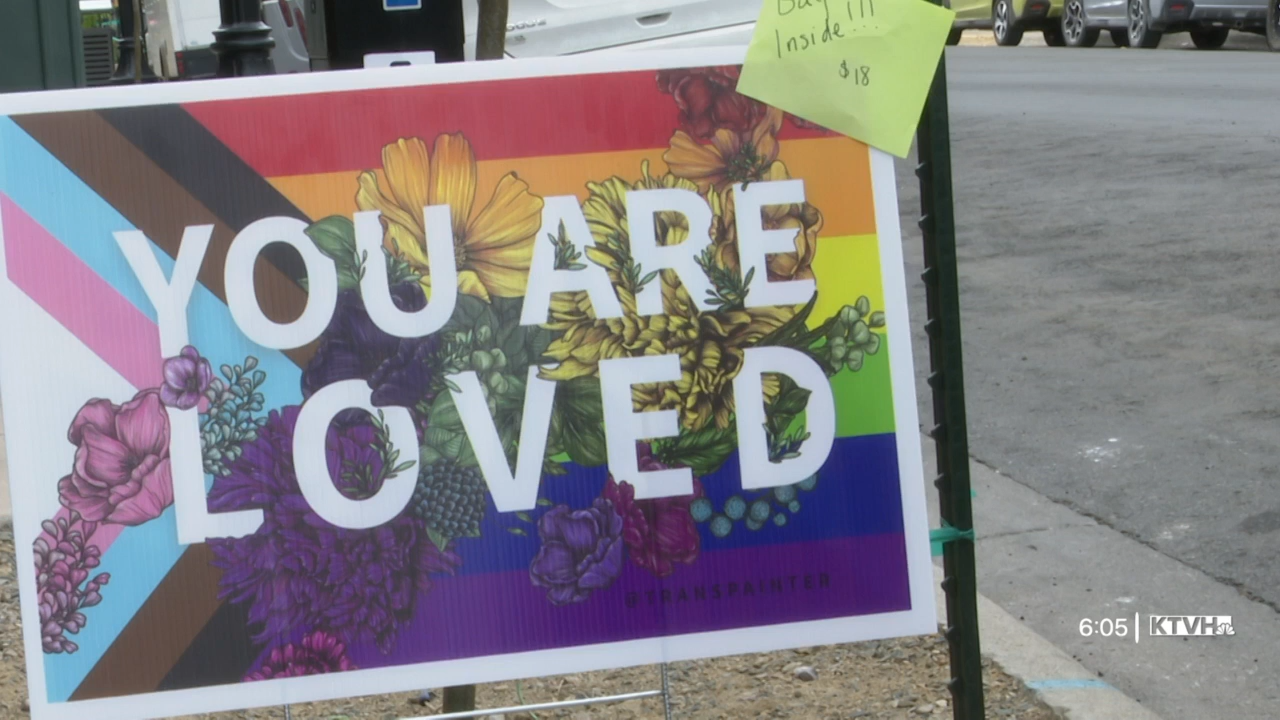 Inside...
$18
YOU ARE
LOVED
@TRANSPAINTER
6:05 KTVH